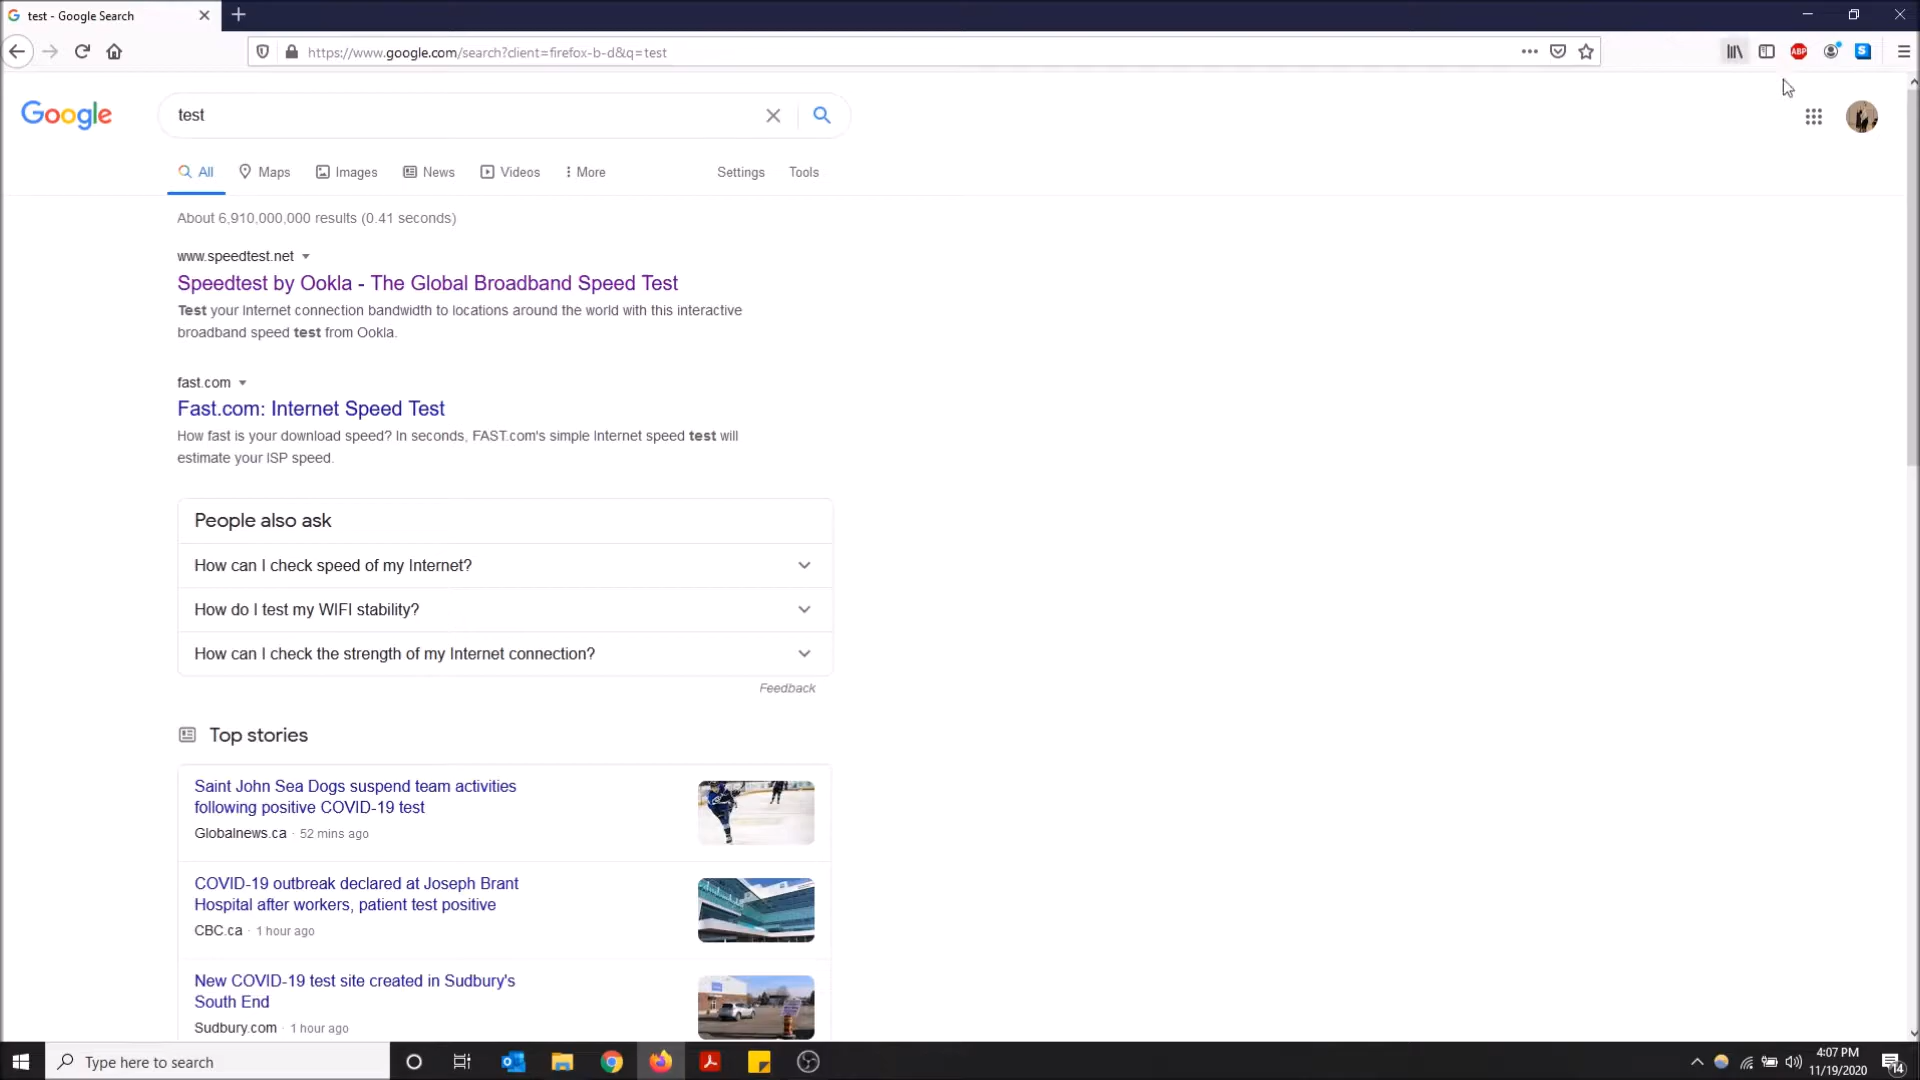 test - Google Search
https://www.google.com/search?client=firefox-b-d&q=test
ABP
S
Google
test
All
Maps
Images
News
Videos
More
Settings
Tools
About 6,910,000,000 results (0.41 seconds)
www.speedtest.net
Speedtest by Ookla - The Global Broadband Speed Test
Test your Internet connection bandwidth to locations around the world with this interactive
broadband speed test from Ookla.
fast.com
Fast.com: Internet Speed Test
How fast is your download speed? In seconds, FAST.com's simple Internet speed test will
estimate your ISP speed.
People also ask
How can I check speed of my Internet?
How do I test my WIFI stability?
How can I check the strength of my Internet connection?
Feedback
Top stories
Saint John Sea Dogs suspend team activities
following positive COVID-19 test
Globalnews.ca · 52 mins ago
COVID-19 outbreak declared at Joseph Brant
Hospital after workers, patient test positive
CBC.ca · 1 hour ago
New COVID-19 test site created in Sudbury's
South End
Sudbury.com · 1 hour ago
Type here to search
4:07 PM
11/19/2020
14